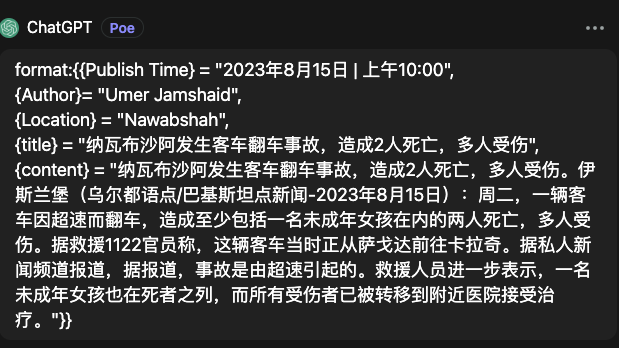 ChatGPT Poe
format:{{Publish Time} = "2023年8月15日 | 上午10:00",
{Author}= "Umer Jamshaid",
{Location} = "Nawabshah",
{title} = "纳瓦布沙阿发生客车翻车事故，造成2人死亡，多人受伤",
{content} = "纳瓦布沙阿发生客车翻车事故，造成2人死亡，多人受伤。伊
斯兰堡（乌尔都语点/巴基斯坦点新闻-2023年8月15日）：周二，一辆客
车因超速而翻车，造成至少包括一名未成年女孩在内的两人死亡，多人受
伤。据救援1122官员称，这辆客车当时正从萨戈达前往卡拉奇。据私人新
闻频道报道，据报道，事故是由超速引起的。救援人员进一步表示，一名
未成年女孩也在死者之列，而所有受伤者已被转移到附近医院接受治
疗。"}}